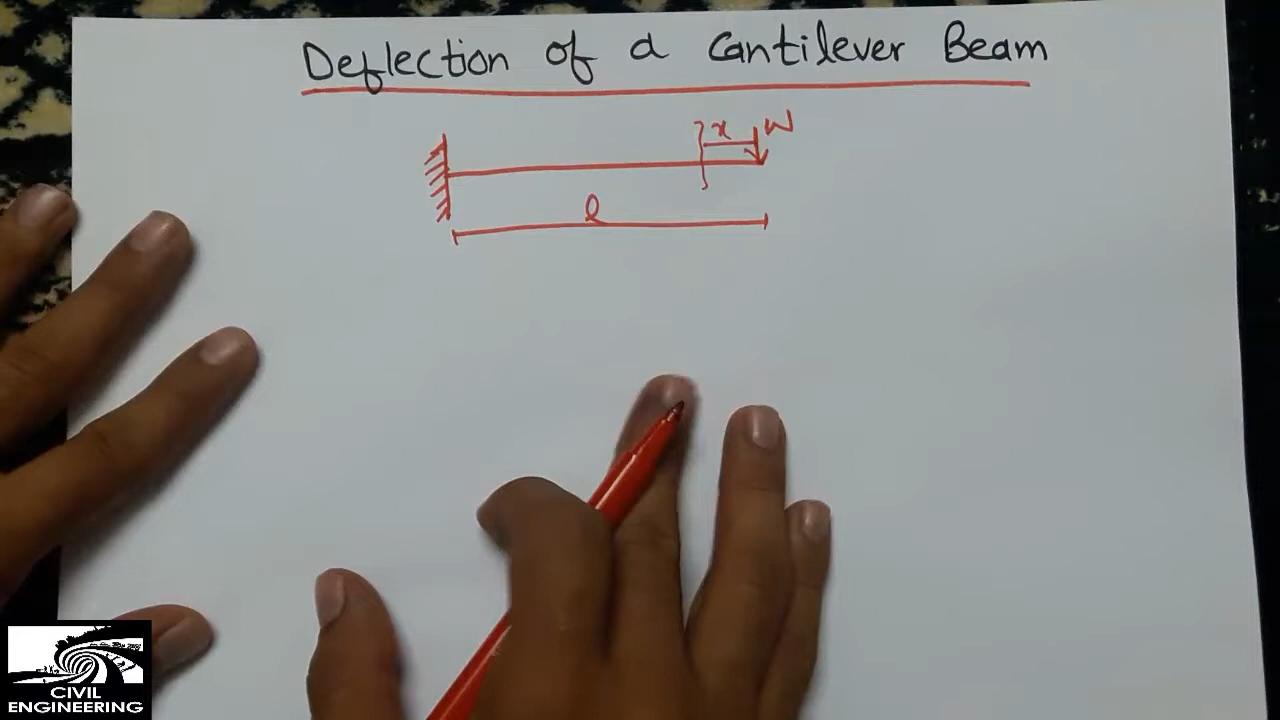 Deflection of a Cantilever Beam
x W
l
CIVIL
ENGINEERING